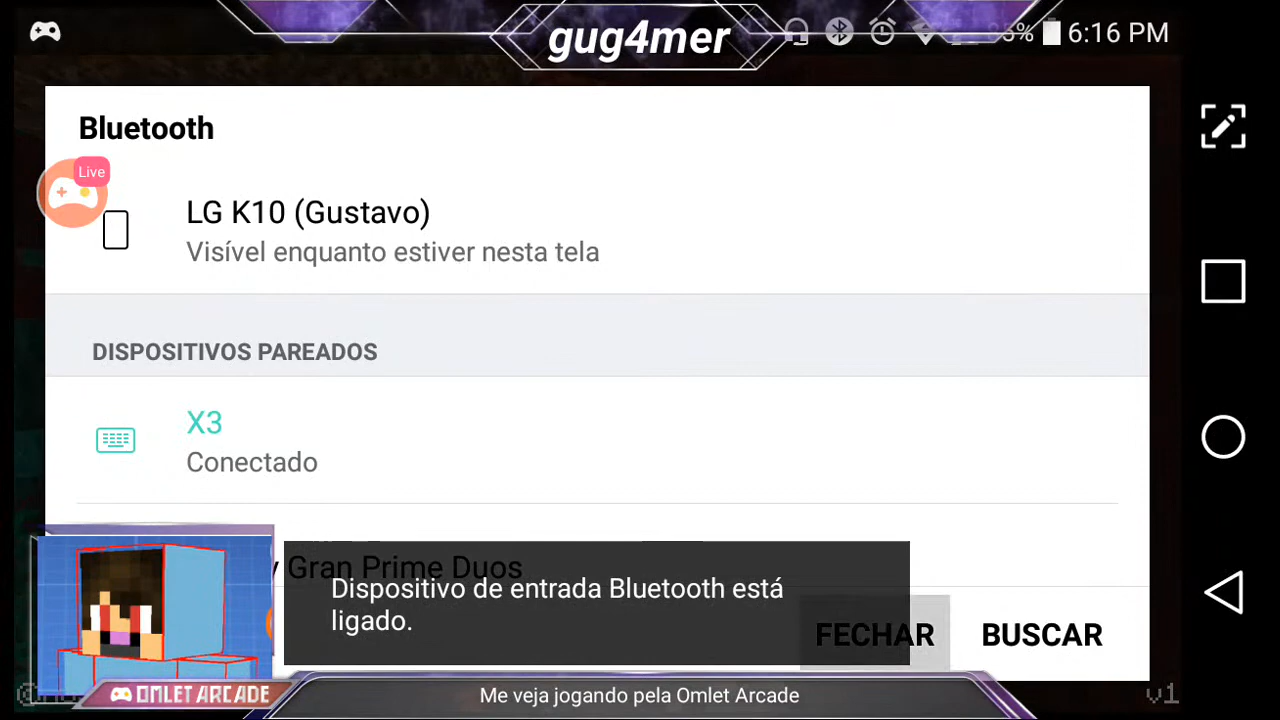 gug4mer
6:16 PM
Bluetooth
Live
LG K10 (Gustavo)
Visível enquanto estiver nesta tela
DISPOSITIVOS PAREADOS
X3
Conectado
Gran Prime Duos
Dispositivo de entrada Bluetooth está
ligado.
FECHAR
BUSCAR
OMLET ARCADE
Me veja jogando pela Omlet Arcade
v1